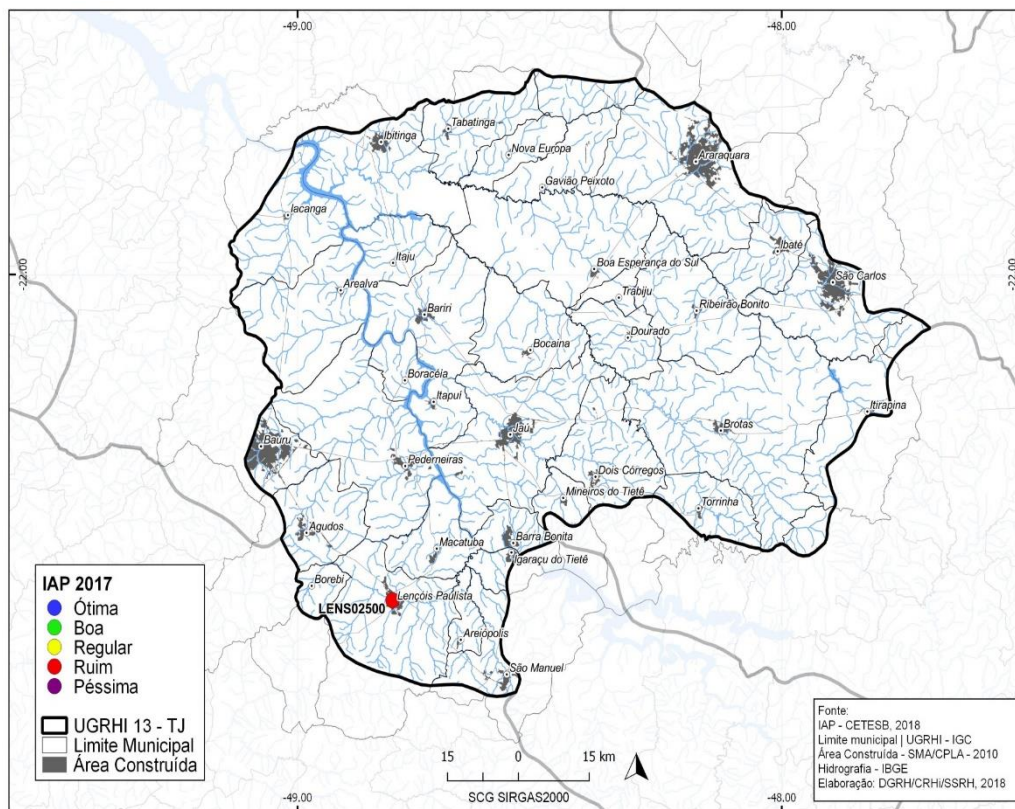 -49.00
-48.00
Tabatinga
Ibitinga
Nova Europa
Araraquara
Gavião Peixoto
Iacanga
Ibaté
Itaju
Boa Esperança do Sul
São Carlos
-22.00
-22.00
Arealva
Trabiju
Bariri
Ribeirão Bonito
Dourado
Bocaina
Boracéia
Itapuí
Itirapina
Jaú
Brotas
Bauru
Pederneiras
Dois Córregos
Mineiros do Tietê
Torrinha
Agudos
Barra Bonita
Macatuba
Igaraçu do Tietê
Borebi
Lençóis Paulista
LENS02500
Areiópolis
São Manuel
IAP 2017
Ótima
Boa
Regular
Ruim
Péssima
UGRHI 13 - TJ
Limite Municipal
Área Construída
15 0 15 km
SCG SIRGAS2000
-49.00
-48.00
Fonte:
IAP - CETESB, 2018
Limite municipal | UGRHI - IGC
Área Construída - SMA/CPLA - 2010
Hidrografia - IBGE
Elaboração: DGRH/CRHi/SSRH, 2018